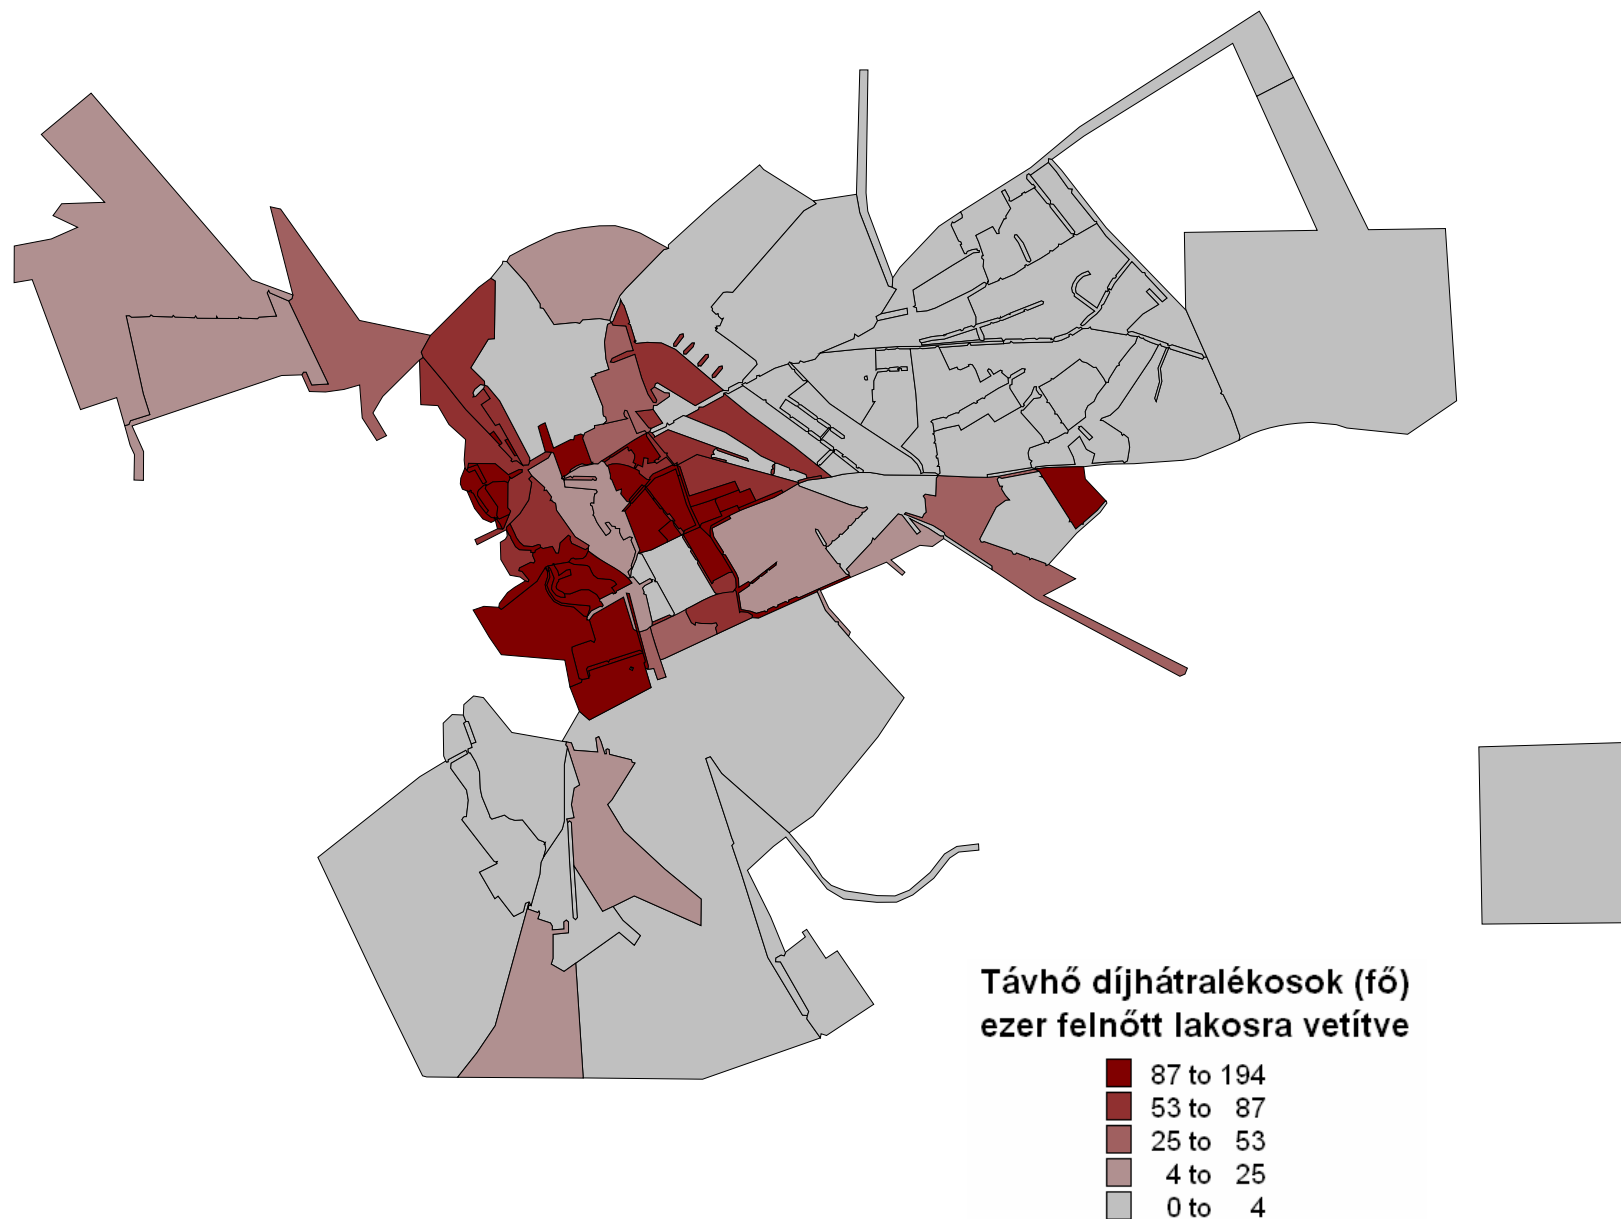 Távhő díjhátralékosok (fő)
ezer felnőtt lakosra vetítve
87 to 194
53 to 87
25 to 53
4 to 25
0 to 4